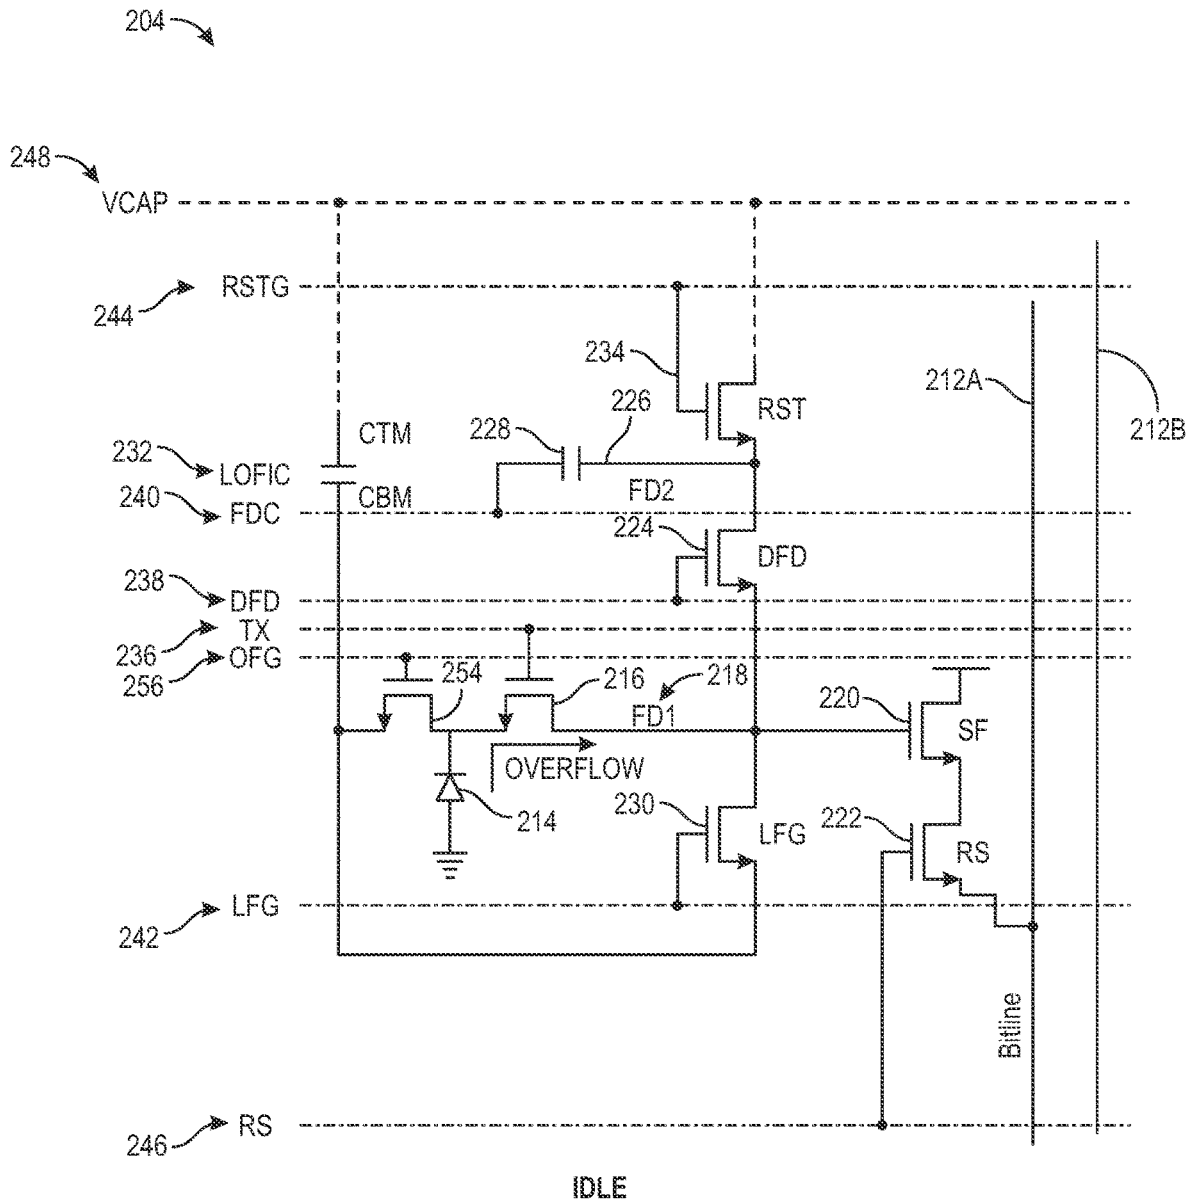 204
248
VCAP
RSTG
244
234
226
212A
RST
212B
228
CTM
232
LOFIC
CBM
FD2
240
FDC
224
DFD
238
DFD
TX
236
OFG
256
254
216
218
FD1
220
SF
OVERFLOW
214
230
LFG
222
RS
LFG
242
Bitline
RS
246
IDLE